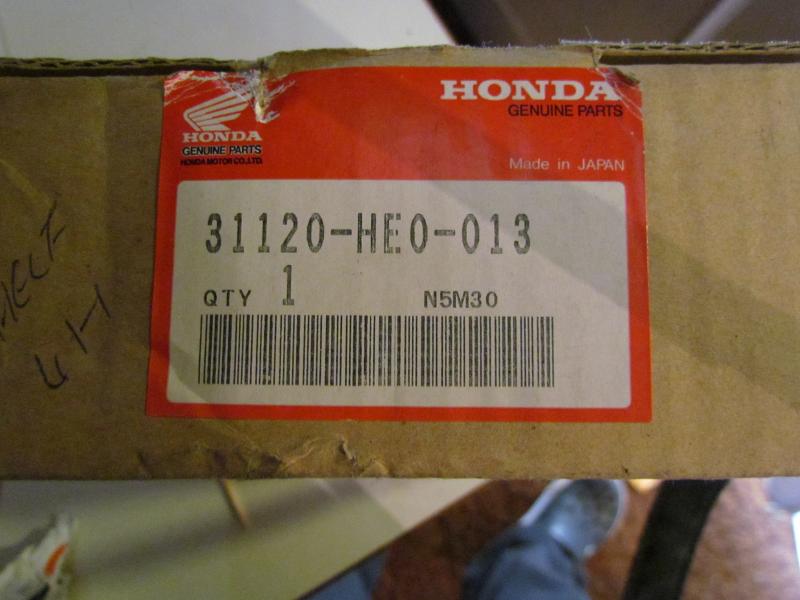 HONDA
GENUINE PARTS
HONDA MOTOR CO.,LTD.
HONDA
GENUINE PARTS
Made in JAPAN
31120-HE0-013
QTY 1 N5M30